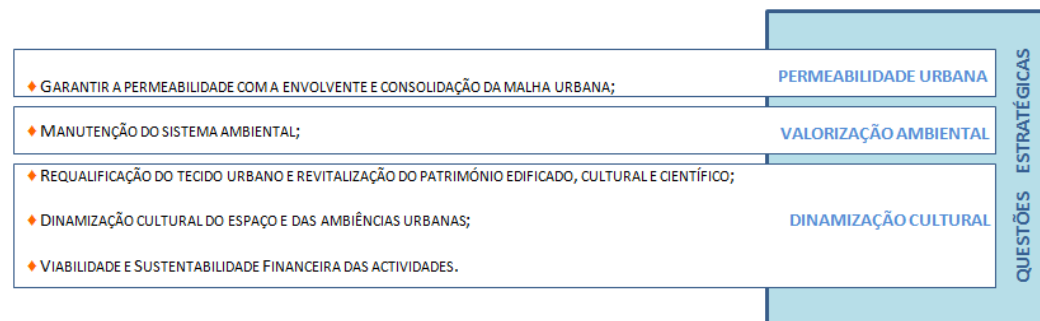 PERMEABILIDADE URBANA
♦ GARANTIR A PERMEABILIDADE COM A ENVOLVENTE E CONSOLIDAÇÃO DA MALHA URBANA;
♦ MANUTENÇÃO DO SISTEMA AMBIENTAL;
VALORIZAÇÃO AMBIENTAL
♦ REQUALIFICAÇÃO DO TECIDO URBANO E REVITALIZAÇÃO DO PATRIMÓNIO EDIFICADO, CULTURAL E CIENTÍFICO;
♦ DINAMIZAÇÃO CULTURAL DO ESPAÇO E DAS AMBIÊNCIAS URBANAS;
DINAMIZAÇÃO CULTURAL
♦ VIABILIDADE E SUSTENTABILIDADE FINANCEIRA DAS ACTIVIDADES.
QUESTÕES ESTRATÉGICAS